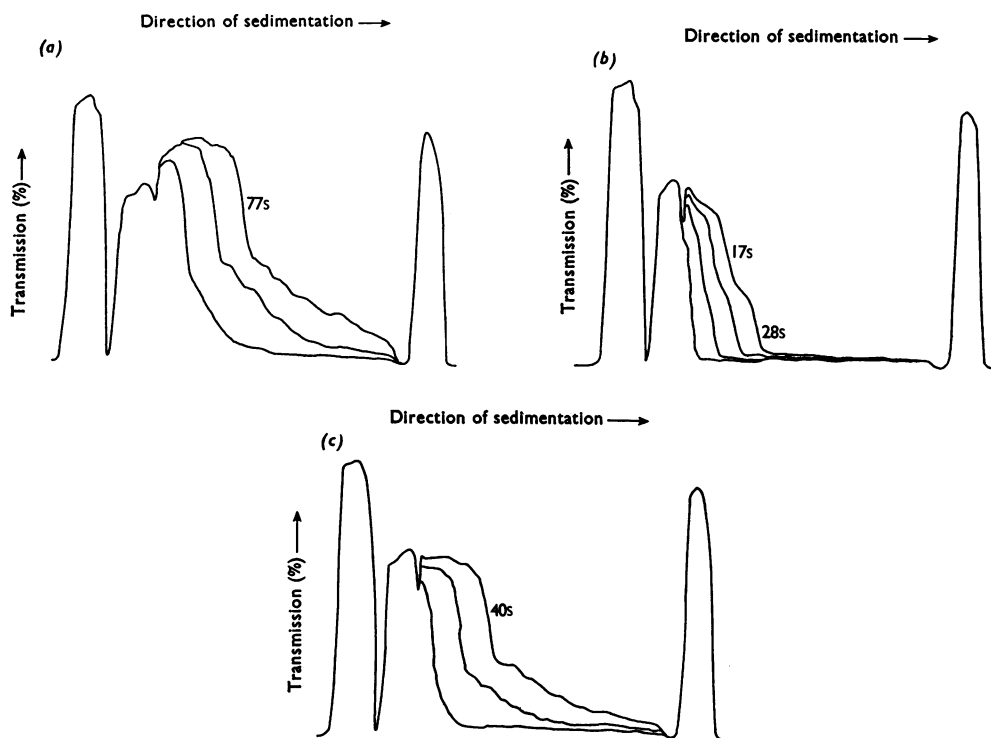 Direction of sedimentation →
(a)
Transmission (%) →
77s
Direction of sedimentation →
(b)
Transmission (%) →
17s
28s
Direction of sedimentation →
(c)
Transmission (%) →
40s